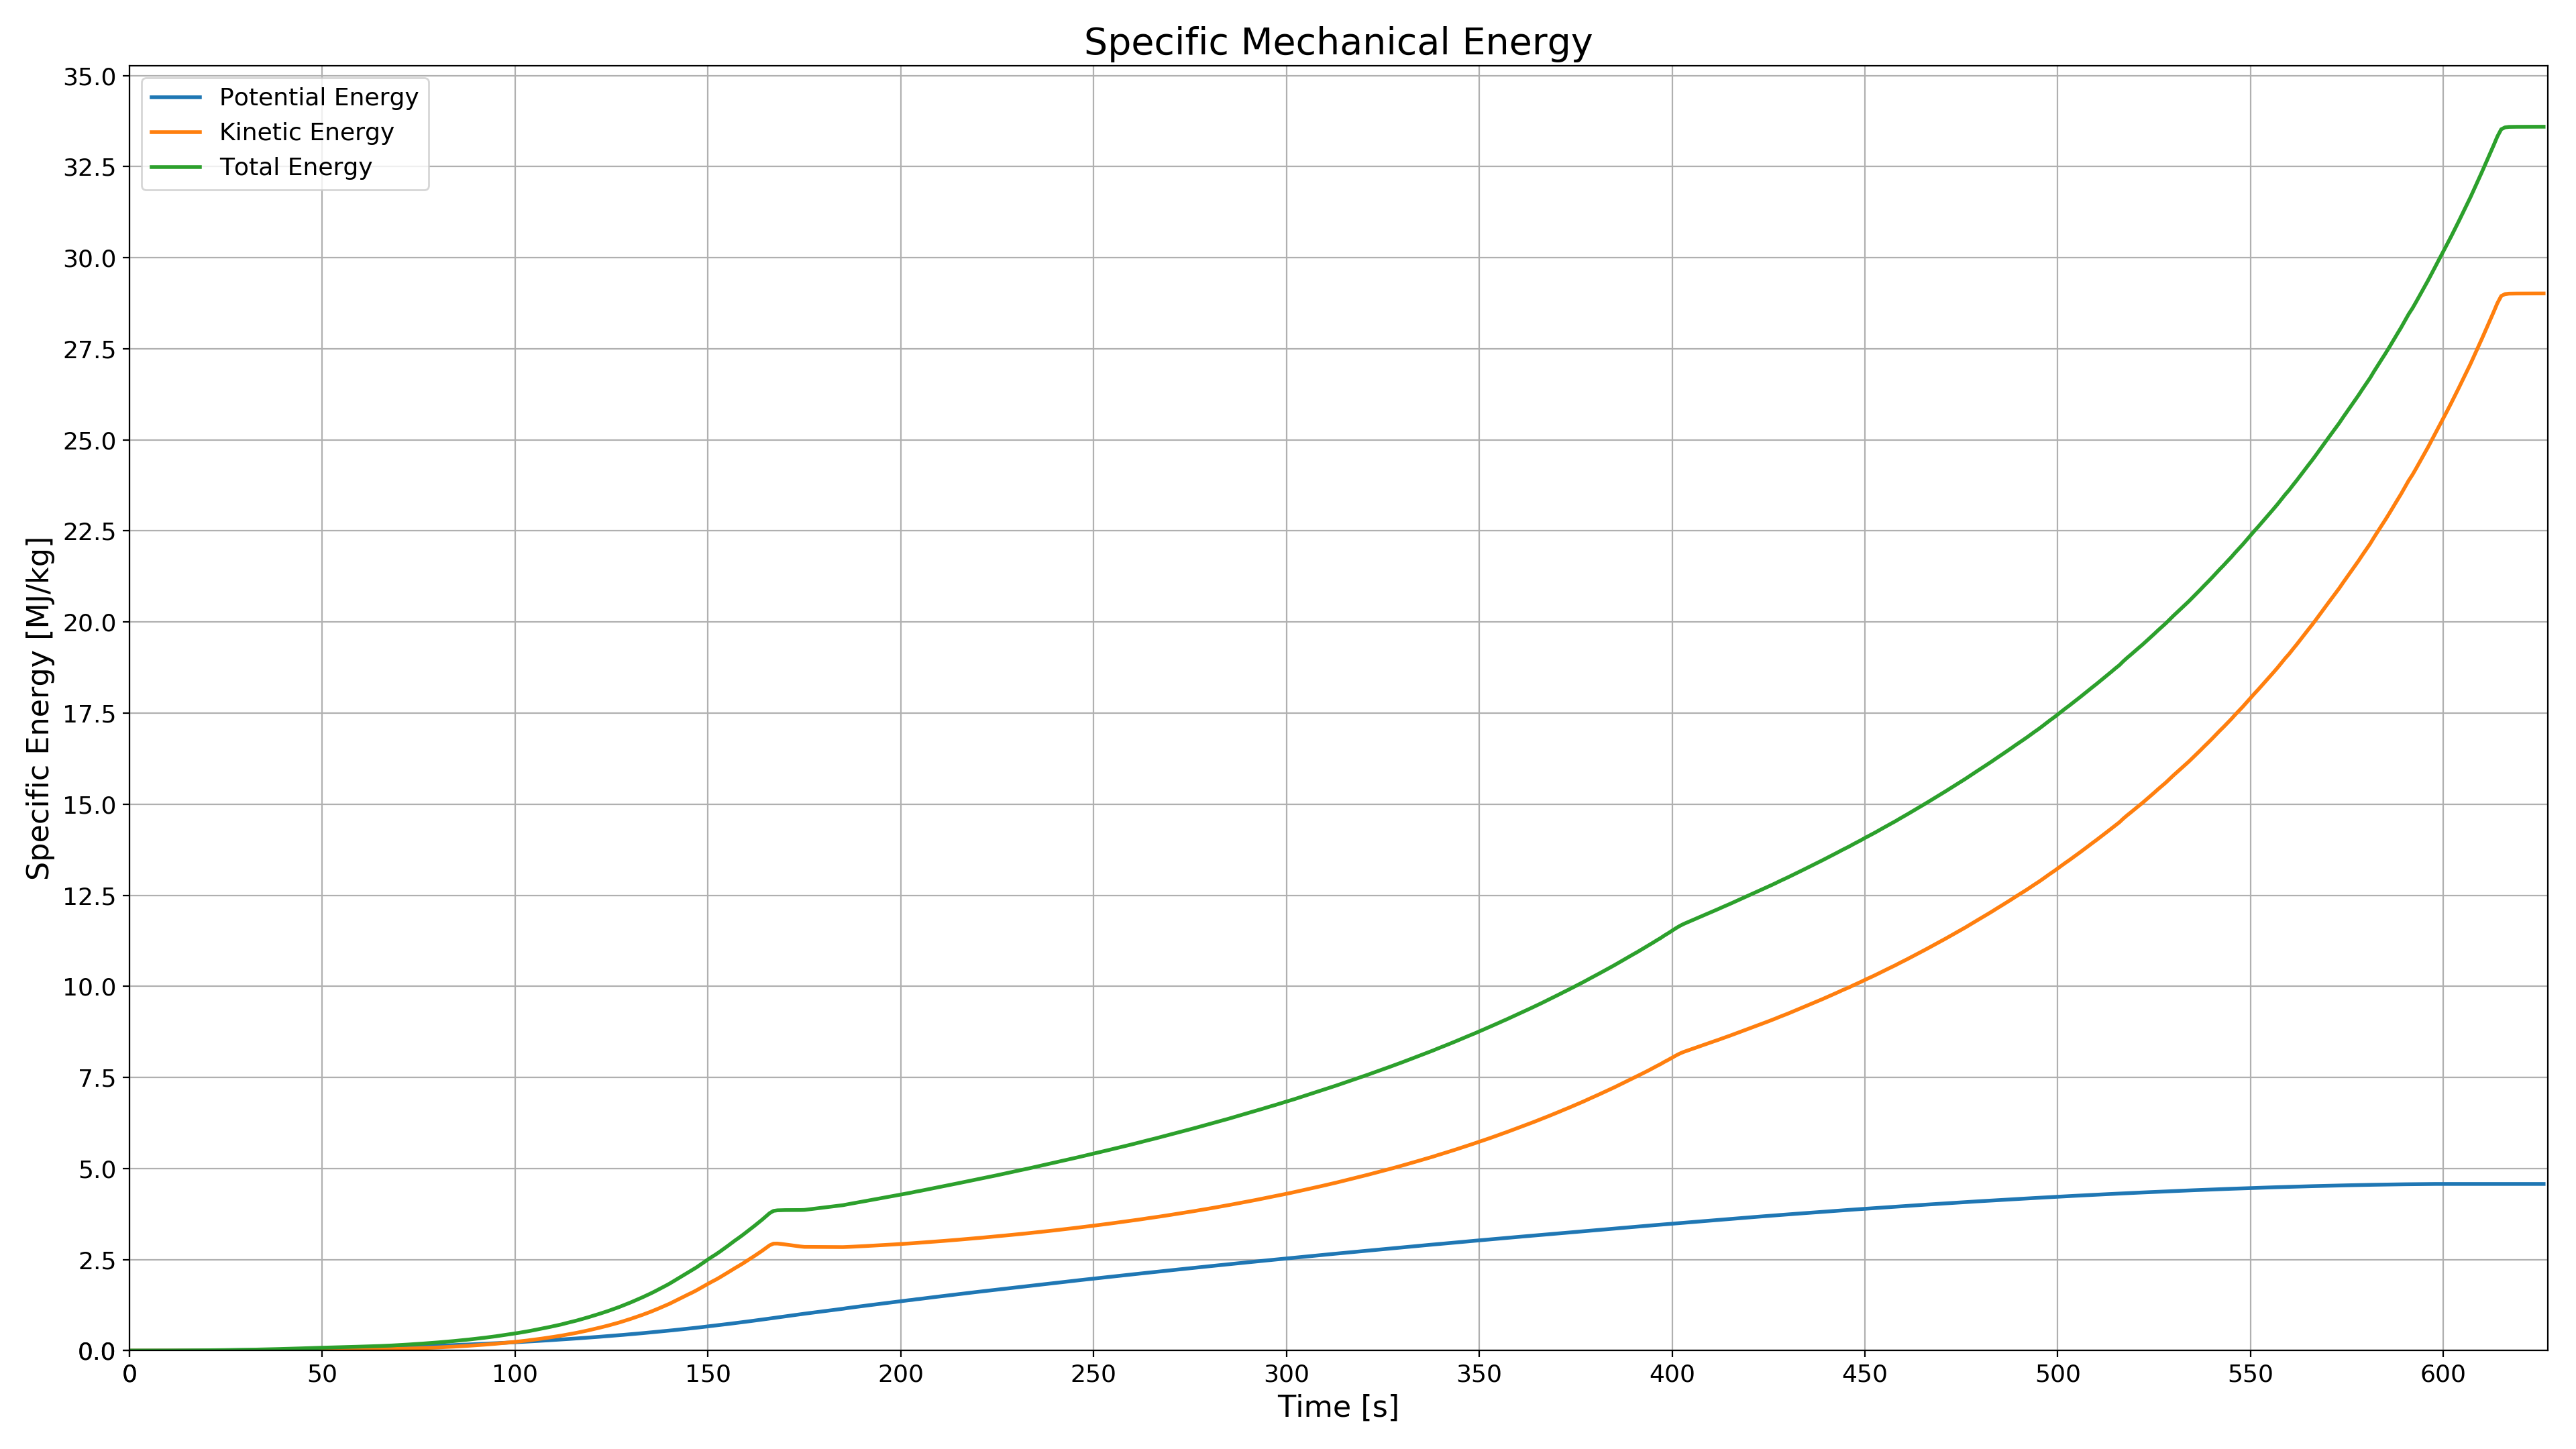 Specific Mechanical Energy
35.0
32.5
30.0
27.5
25.0
22.5
20.0
17.5
15.0
12.5
10.0
7.5
5.0
2.5
0.0
Specific Energy [MJ/kg]
Potential Energy
Kinetic Energy
Total Energy
0 50 100 150 200 250 300 350 400 450 500 550 600
Time [s]